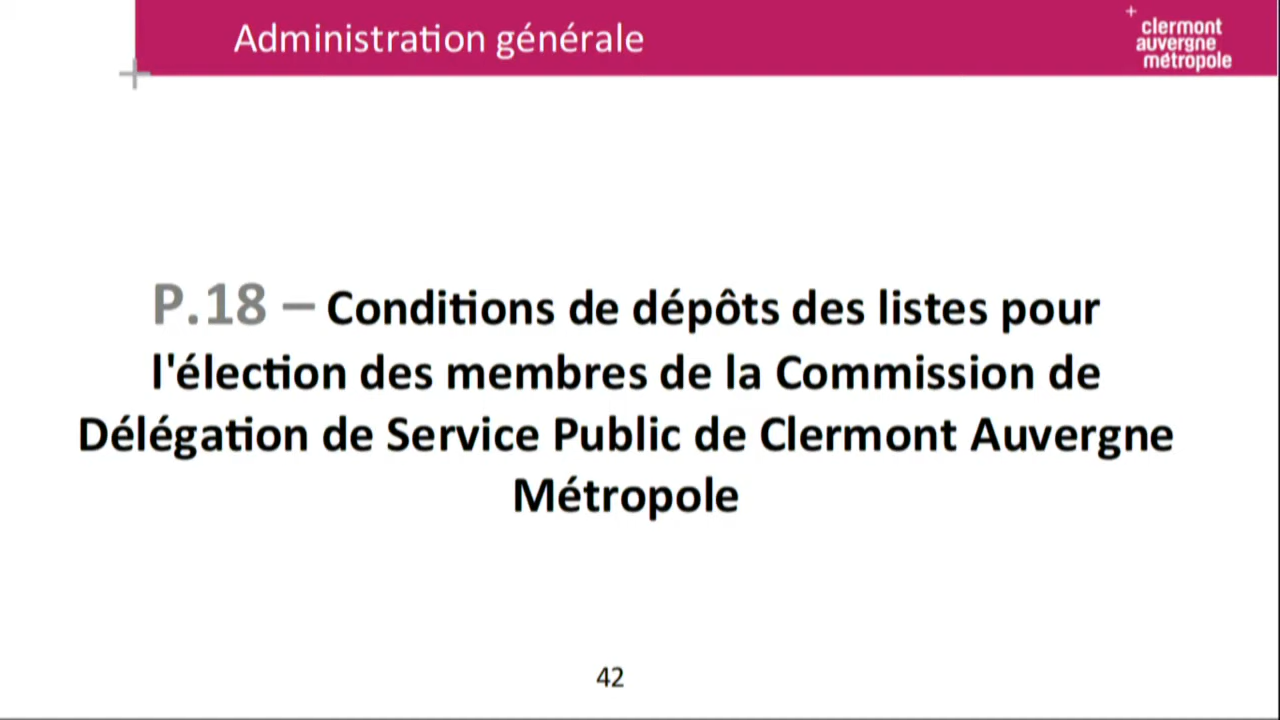 Administration générale
clermont
auvergne
métropole
P.18 – Conditions de dépôts des listes pour
l'élection des membres de la Commission de
Délégation de Service Public de Clermont Auvergne
Métropole
42